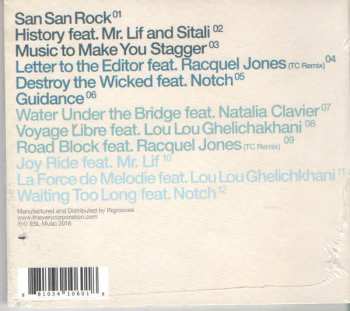 San San Rock 01
History feat. Mr. Lif and Sitali 02
Music to Make You Stagger 03
Letter to the Editor feat. Racquel Jones (TC Remix) 04
Destroy the Wicked feat. Notch 05
Guidance 06
Water Under the Bridge feat. Natalia Clavier 07
Voyage Libre feat. Lou Lou Ghelichakhani 08
Road Block feat. Racquel Jones (TC Remix) 09
Joy Ride feat. Mr. Lif 10
La Force de Melodie feat. Lou Lou Ghelichkhani 11
Waiting Too Long feat. Notch 12
Manufactured and Distributed by
www.thieverycorporation.com
ESL Music 2018